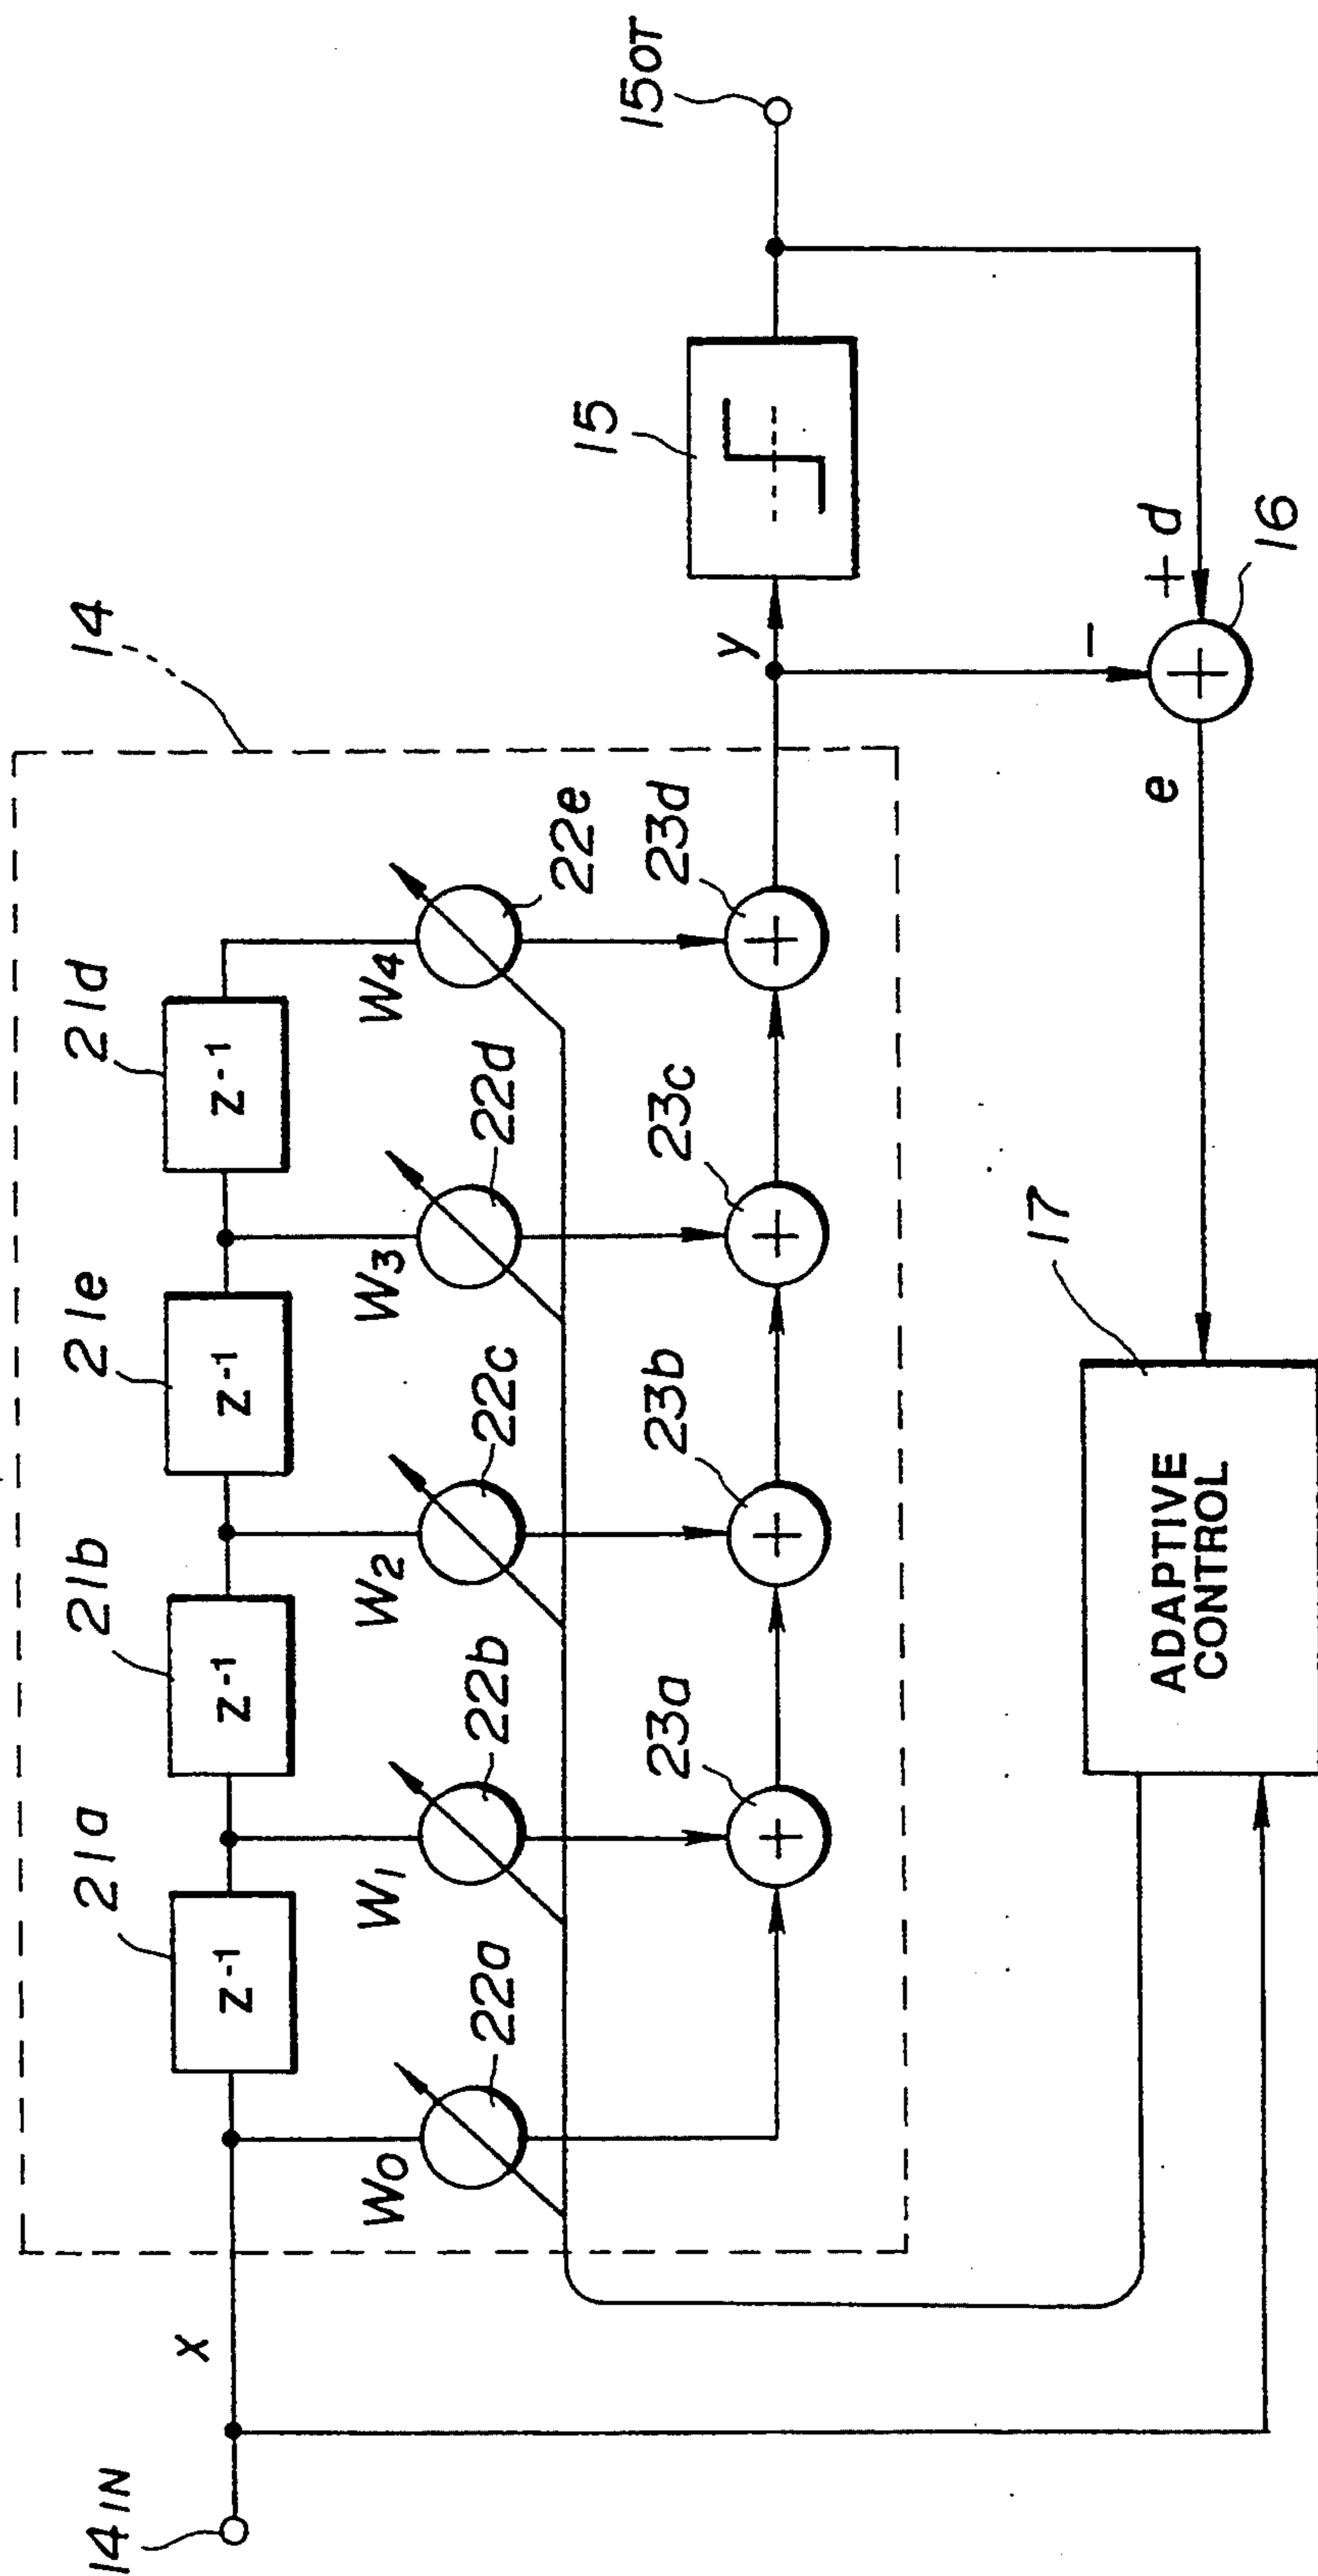 14
21a
21b
21e
21d
Z-1
Z-1
Z-1
Z-1
14IN
x
W0
W1
W2
W3
W4
22a
22b
22c
22d
22e
23a
23b
23c
23d
+
+
+
+
y
15
15OT
−
+ d
+
16
e
17
ADAPTIVE
CONTROL